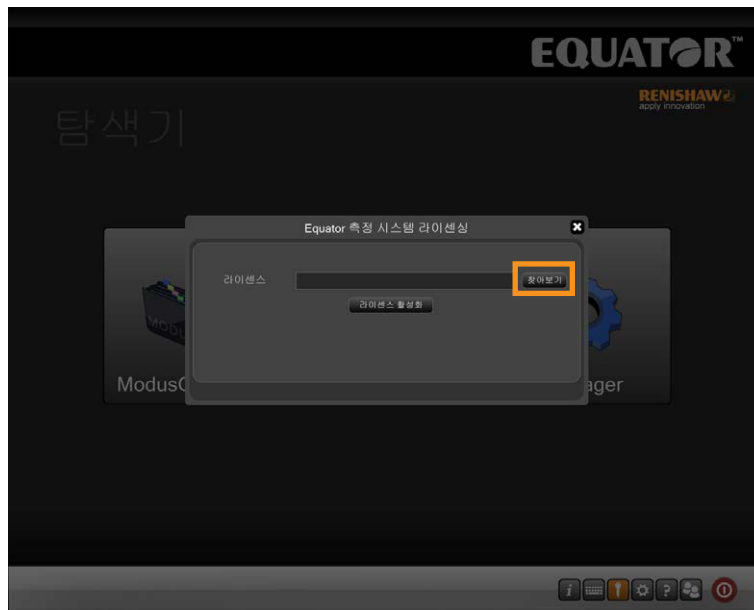 EQUATOR™
RENISHAW
apply innovation
탐색기
Equator 측정 시스템 라이센싱
라이센스
찾아보기
라이센스 활성화
MODU
ModusC
ager